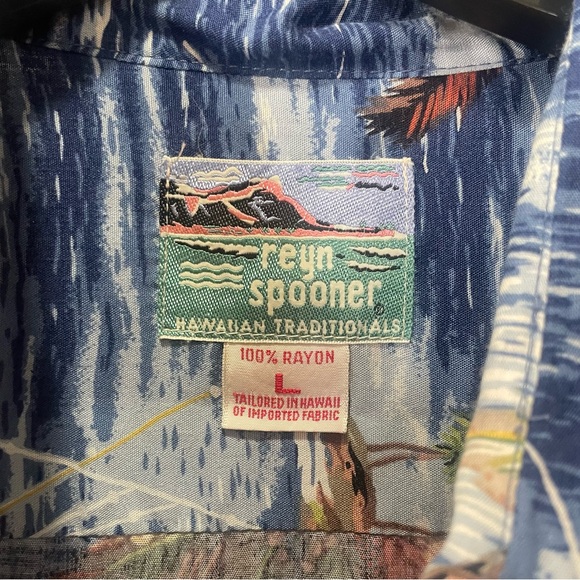 reyn
spooner®
HAWAIIAN TRADITIONALS
100% RAYON
L
TAILORED IN HAWAII
OF IMPORTED FABRIC